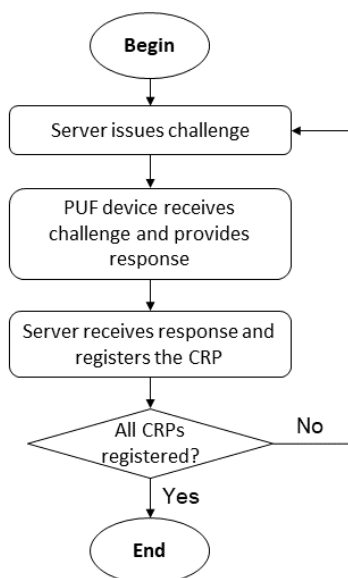 Begin
Server issues challenge
PUF device receives
challenge and provides
response
Server receives response and
registers the CRP
All CRPs
registered?
No
Yes
End